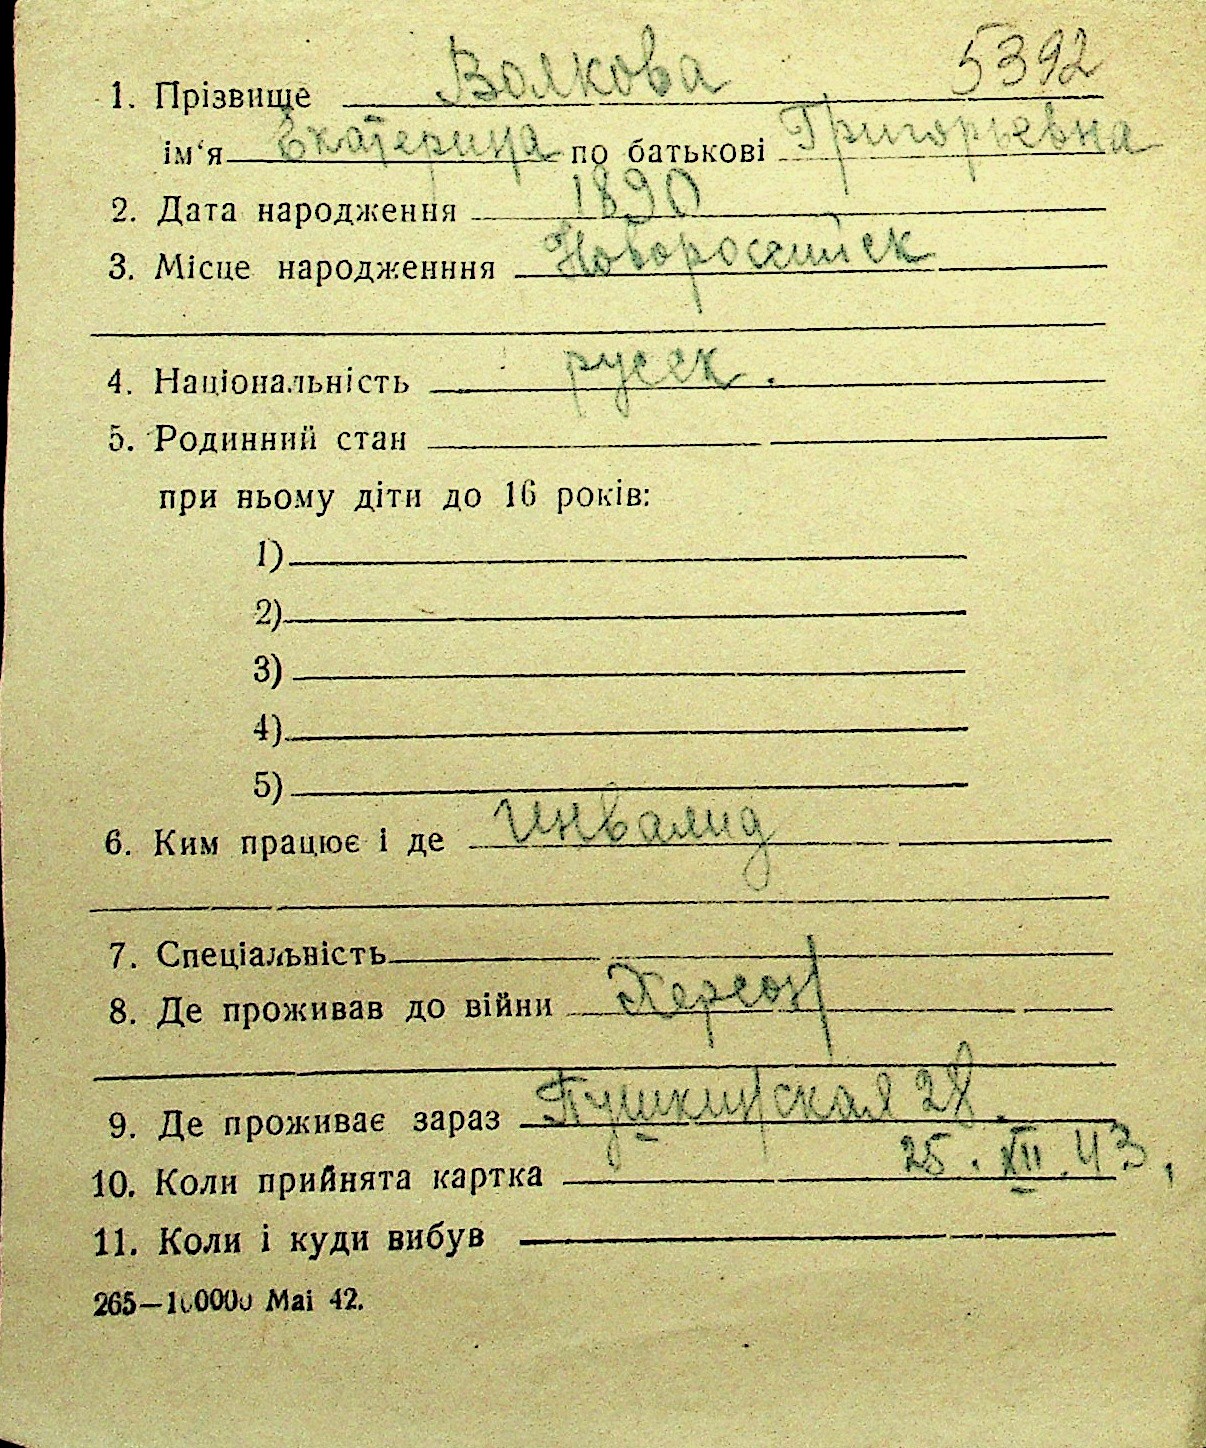 5392
1. Прізвище Волкова
ім‘я Екатерина по батькові Григорьевна
2. Дата народження 1890
3. Місце народженння Новороссийск
4. Національність русск.
5. Родинний стан
при ньому діти до 16 років:
1)
2)
3)
4)
5)
6. Ким працює і де Инвалид
7. Спеціальність
8. Де проживав до війни Херсон
9. Де проживає зараз Пушкинская 28.
10. Коли прийнята картка 25. XII. 43.
11. Коли і куди вибув
265—100000 Маі 42.